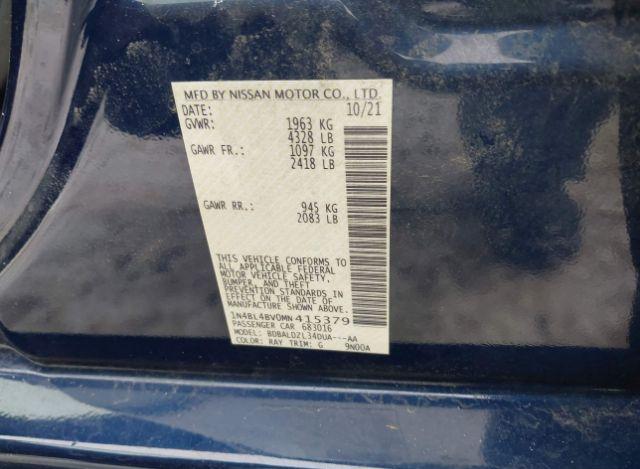 MFD BY NISSAN MOTOR CO., LTD.
DATE: 10/21
GVWR: 1963 KG
4328 LB
GAWR FR.: 1097 KG
2418 LB
GAWR RR.: 945 KG
2083 LB
THIS VEHICLE CONFORMS TO
ALL APPLICABLE FEDERAL
MOTOR VEHICLE SAFETY,
BUMPER, AND THEFT
PREVENTION STANDARDS IN
EFFECT ON THE DATE OF
MANUFACTURE SHOWN ABOVE.
1N4BL4BV0MN415379
PASSENGER CAR 683016
MODEL: BDBALDZL34DUA---AA
COLOR: RAY TRIM: G 9N00A